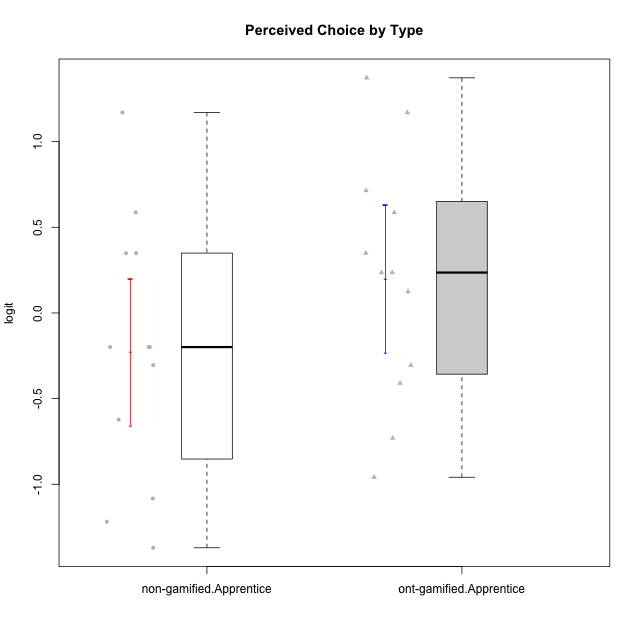 Perceived Choice by Type
logit
1.0
0.5
0.0
-0.5
-1.0
non-gamified.Apprentice
ont-gamified.Apprentice